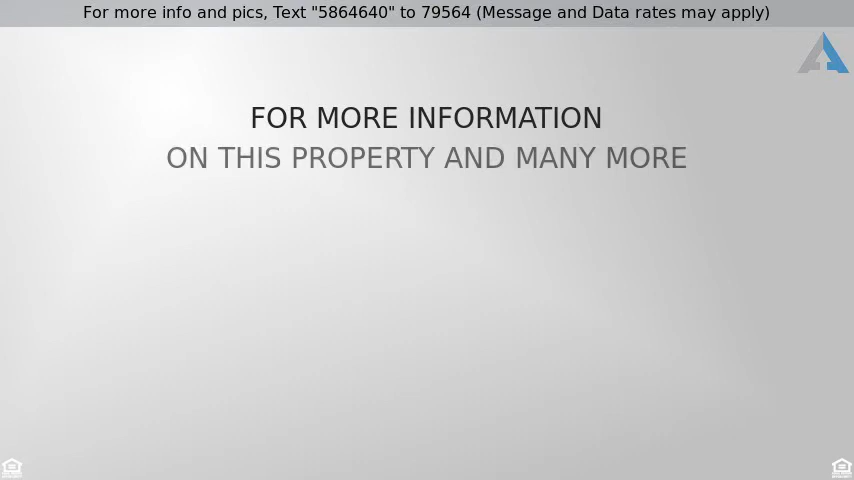 For more info and pics, Text "5864640" to 79564 (Message and Data rates may apply)
FOR MORE INFORMATION
ON THIS PROPERTY AND MANY MORE